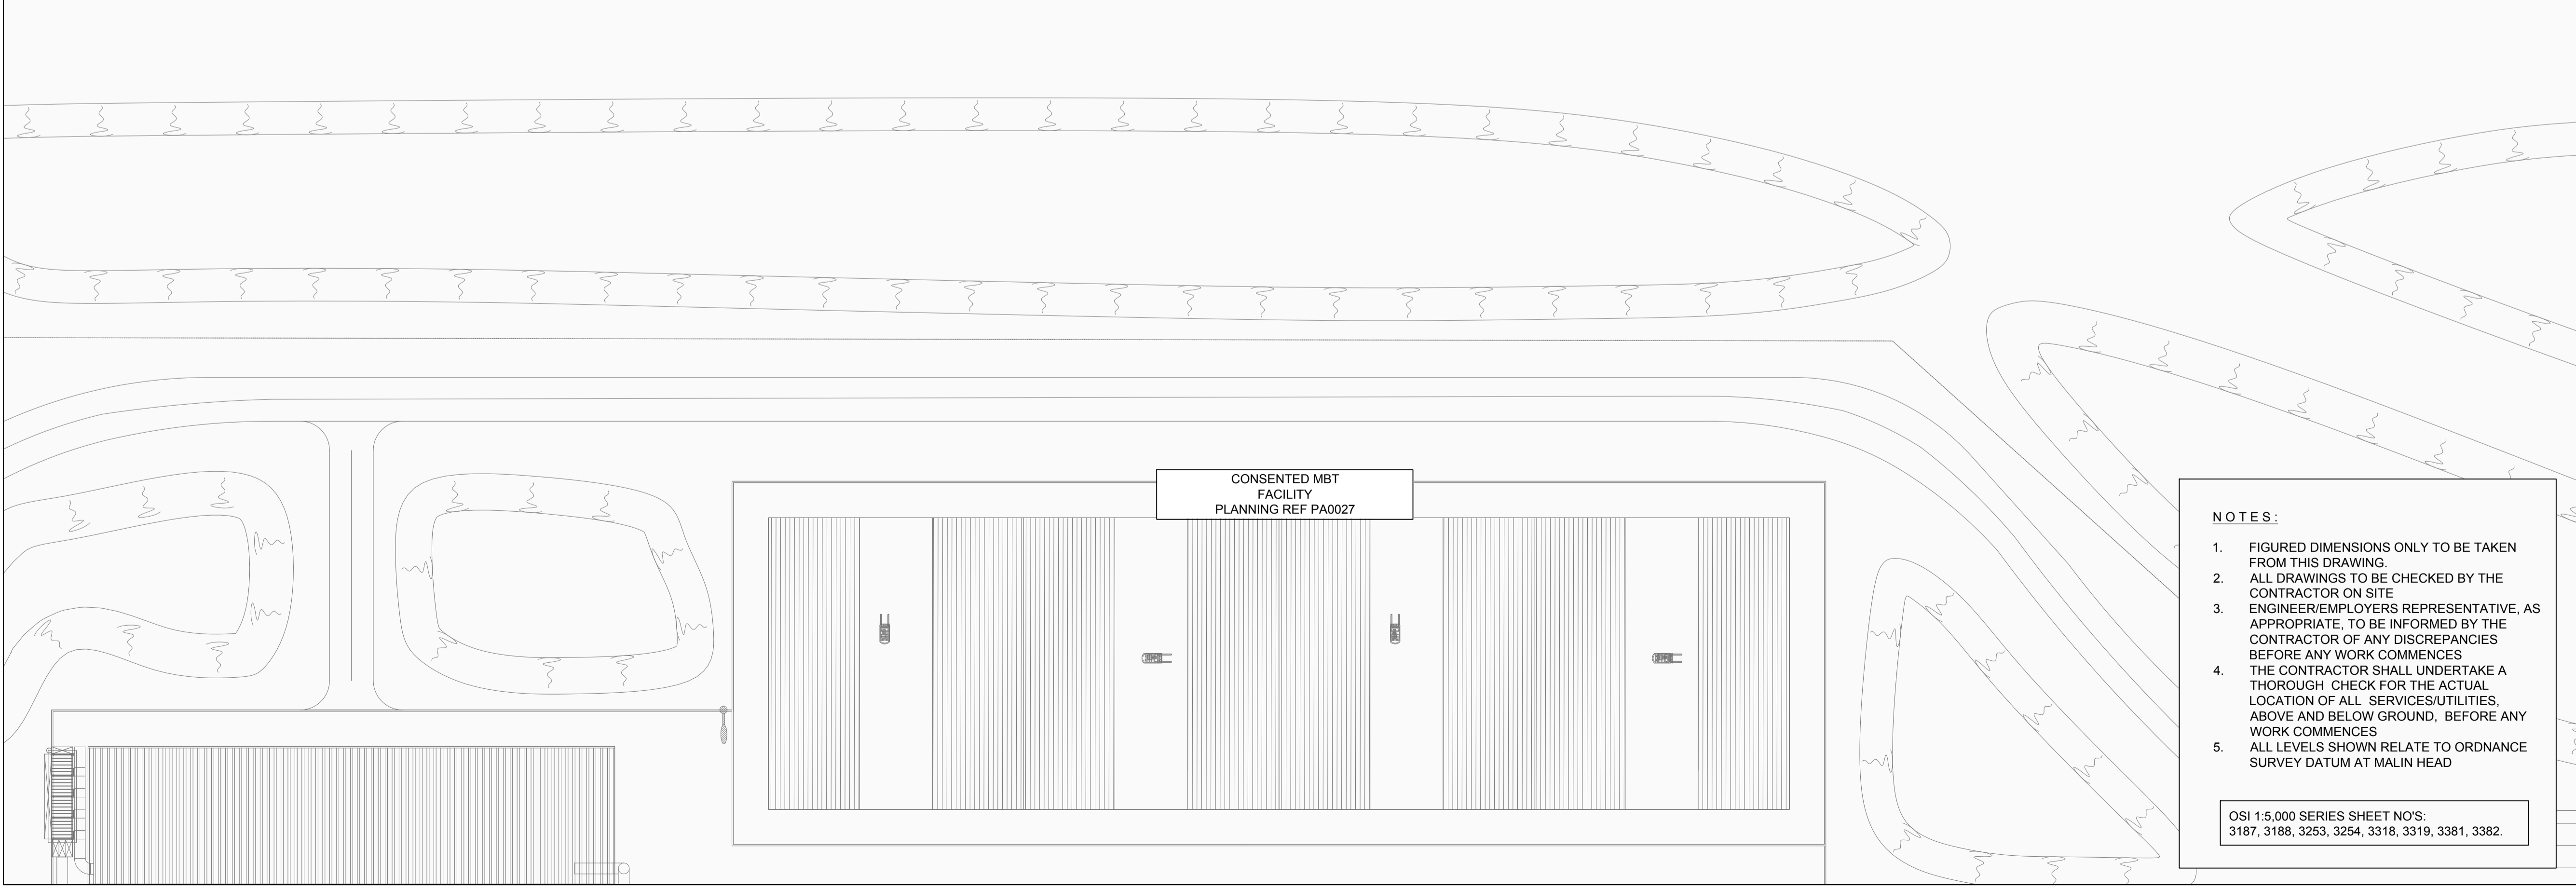 CONSENTED MBT
FACILITY
PLANNING REF PA0027
NOTES:
1. FIGURED DIMENSIONS ONLY TO BE TAKEN
FROM THIS DRAWING.
2. ALL DRAWINGS TO BE CHECKED BY THE
CONTRACTOR ON SITE
3. ENGINEER/EMPLOYERS REPRESENTATIVE, AS
APPROPRIATE, TO BE INFORMED BY THE
CONTRACTOR OF ANY DISCREPANCIES
BEFORE ANY WORK COMMENCES
4. THE CONTRACTOR SHALL UNDERTAKE A
THOROUGH CHECK FOR THE ACTUAL
LOCATION OF ALL SERVICES/UTILITIES,
ABOVE AND BELOW GROUND, BEFORE ANY
WORK COMMENCES
5. ALL LEVELS SHOWN RELATE TO ORDNANCE
SURVEY DATUM AT MALIN HEAD
OSI 1:5,000 SERIES SHEET NO'S:
3187, 3188, 3253, 3254, 3318, 3319, 3381, 3382.